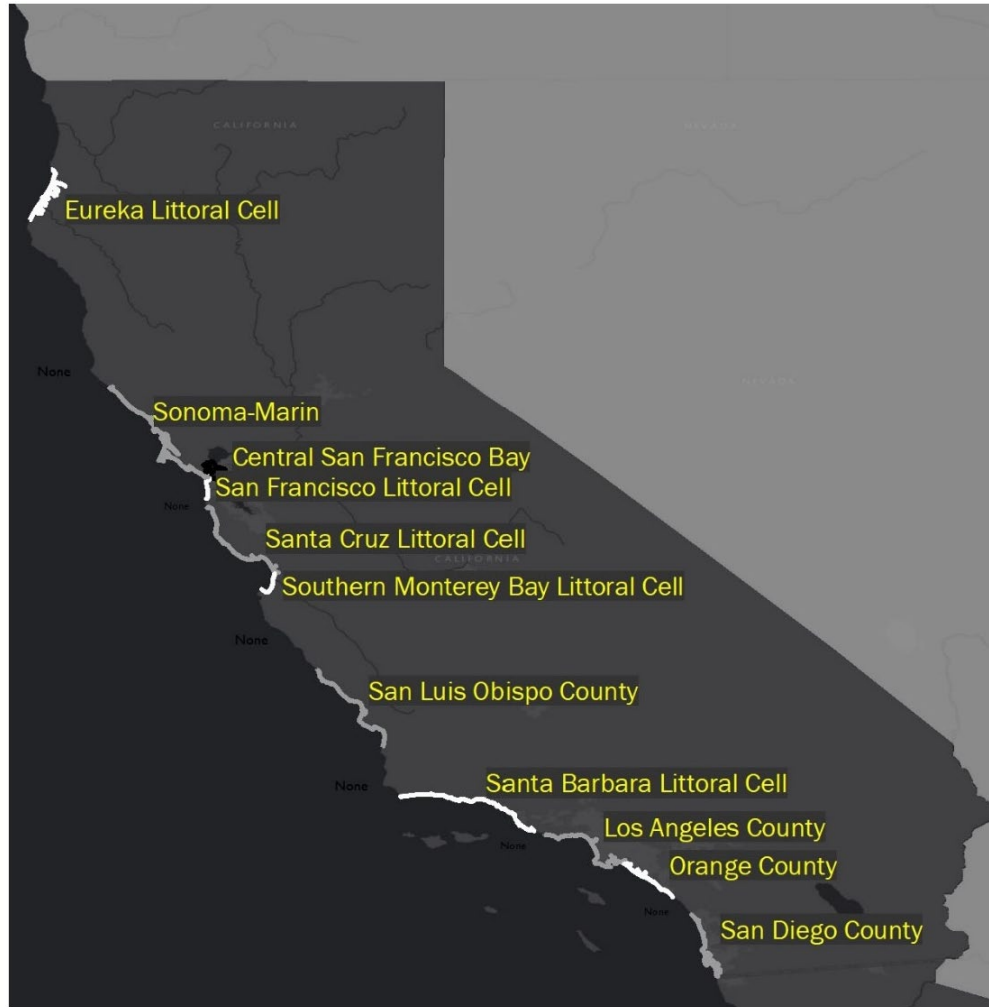 CALIFORNIA
NEVADA
Eureka Littoral Cell
None
NEVADA
Sonoma-Marin
Central San Francisco Bay
San Francisco Littoral Cell
None
Santa Cruz Littoral Cell
CALIFORNIA
Southern Monterey Bay Littoral Cell
None
San Luis Obispo County
None
Santa Barbara Littoral Cell
Los Angeles County
None
Orange County
None
San Diego County